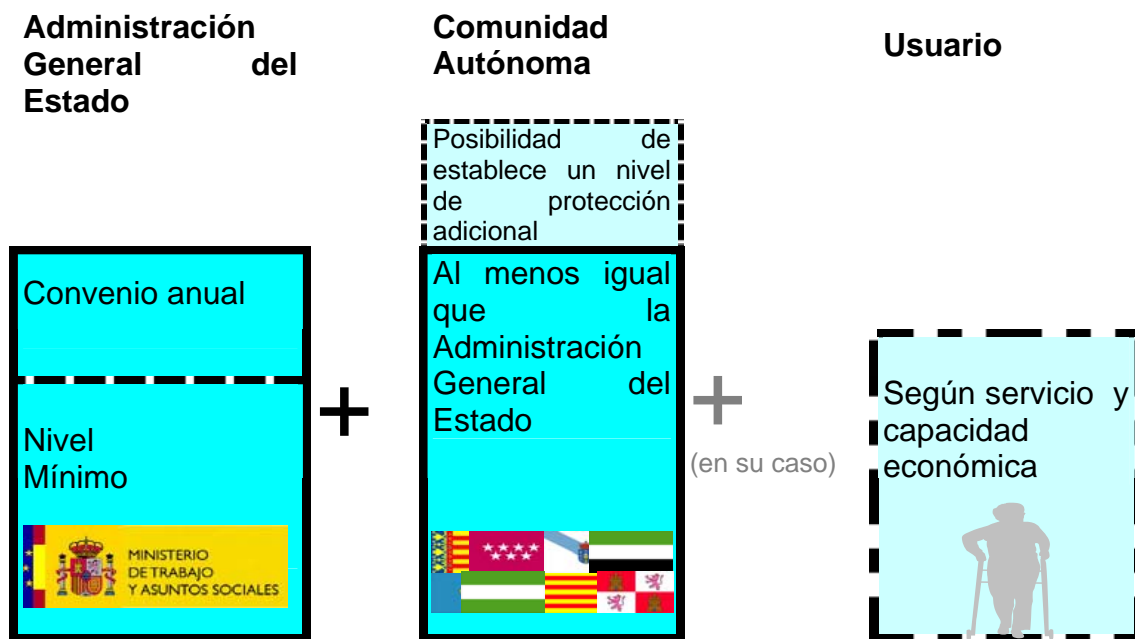 Administración
General del
Estado
Comunidad
Autónoma
Usuario
Posibilidad de
establece un nivel
de protección
adicional
Convenio anual
Nivel
Mínimo
MINISTERIO
DE TRABAJO
Y ASUNTOS SOCIALES
+
Al menos igual
que la
Administración
General del
Estado
+
(en su caso)
Según servicio y
capacidad
económica